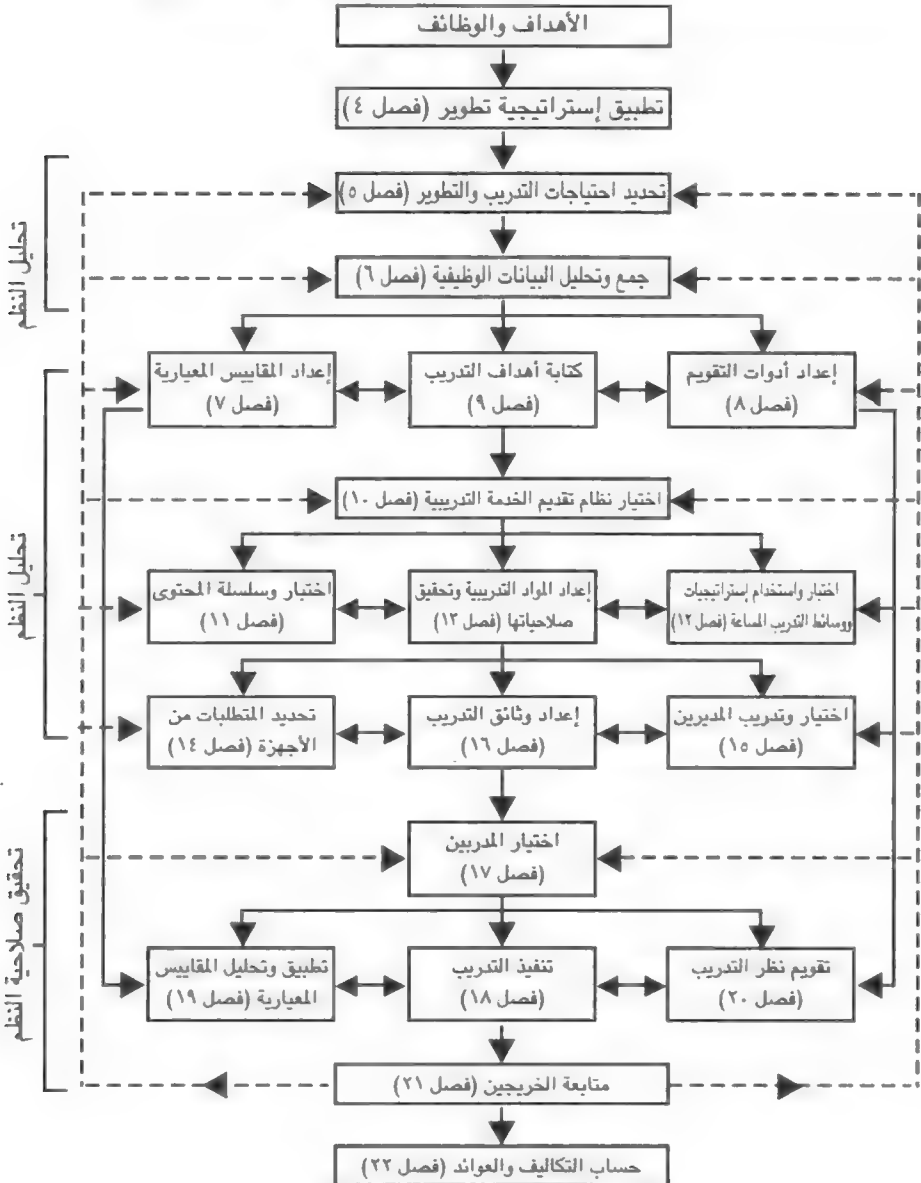 الأهداف والوظائف
تطبيق إستراتيجية تطوير (فصل ٤)
تحديد احتياجات التدريب والتطوير (فصل ٥)
جمع وتحليل البيانات الوظيفية (فصل ٦)
تحليل النظم
إعداد أدوات التقويم
(فصل ٨)
كتابة أهداف التدريب
(فصل ٩)
إعداد المقاييس المعيارية
(فصل ٧)
اختيار نظام تقديم الخدمة التدريبية (فصل ١٠)
اختبار واستخدام إستراتيجيات
ووسائط التدريب المساعة (فصل ١٢)
إعداد المواد التدريبية وتحقيق
صلاحياتها (فصل ١٣)
اختبار وسلسلة المحتوى
(فصل ١١)
تحليل النظم
اختيار وتدريب المديرين
(فصل ١٥)
إعداد وثائق التدريب
(فصل ١٦)
تحديد المتطلبات من
الأجهزة (فصل ١٤)
اختيار المدربين
(فصل ١٧)
تقويم نظر التدريب
(فصل ٢٠)
تنفيذ التدريب
(فصل ١٨)
تطبيق وتحليل المقاييس
المعيارية (فصل ١٩)
تحقيق صلاحية النظم
متابعة الخريجين (فصل ٢١)
حساب التكاليف والعوائد (فصل ٢٢)